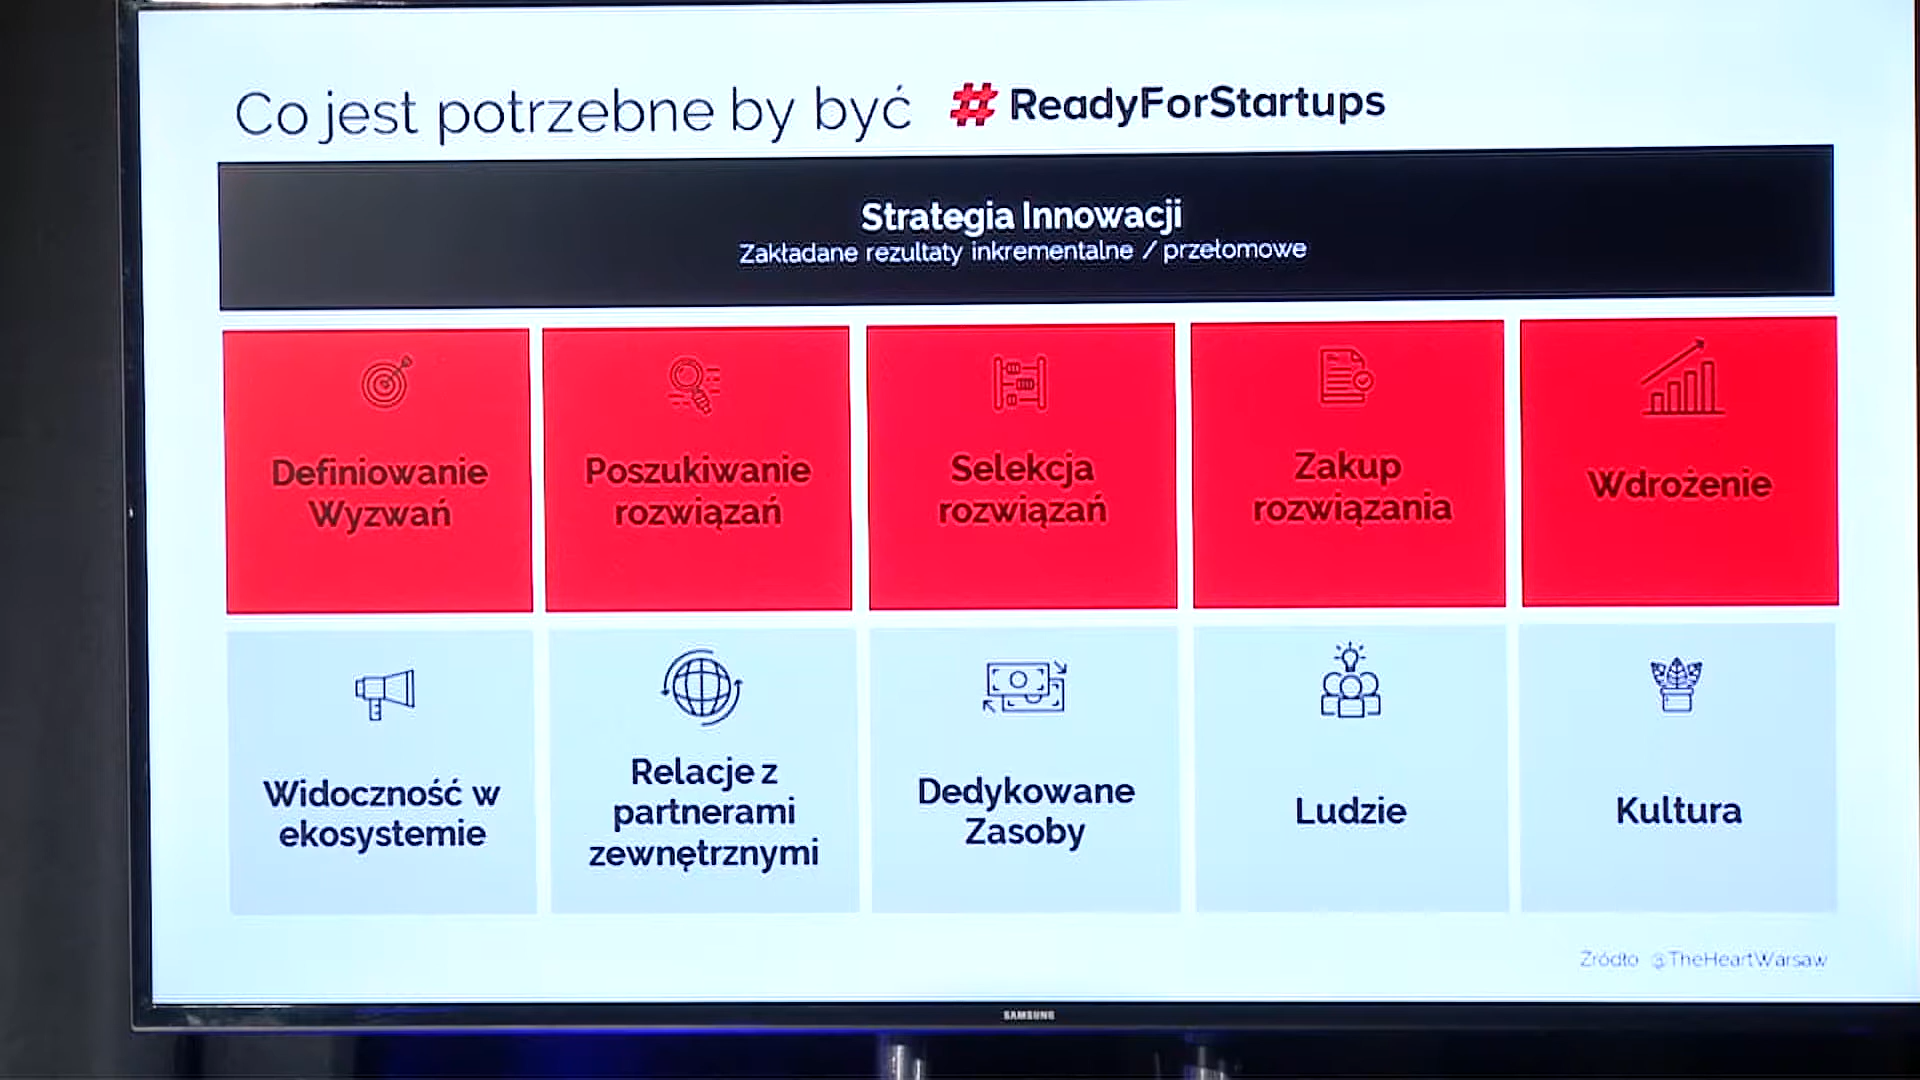 Co jest potrzebne by być # ReadyForStartups
Strategia Innowacji
Zakładane rezultaty inkrementalne / przełomowe
Definiowanie
Wyzwań
Poszukiwanie
rozwiązań
Selekcja
rozwiązań
Zakup
rozwiązania
Wdrożenie
Widoczność w
ekosystemie
Relacje z
partnerami
zewnętrznymi
Dedykowane
Zasoby
Ludzie
Kultura
Źródło @TheHeartWarsaw
SAMSUNG